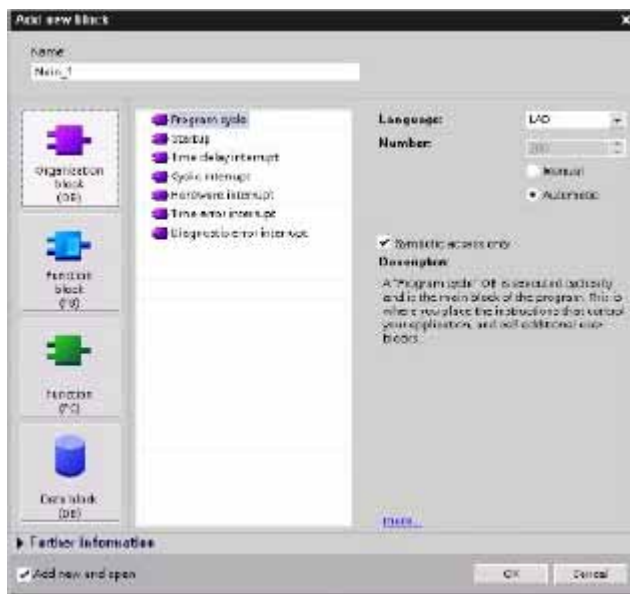 Add new block
Name:
Main_1
Organization
block
(OB)
Function
block
(FB)
Function
(FC)
Data block
(DB)
Program cycle
Startup
Time delay interrupt
Cyclic interrupt
Hardware interrupt
Time error interrupt
Diagnostic error interrupt
Language:
LAD
Number:
200
Manual
Automatic
Symbolic access only
Description:
A "Program cycle" OB is executed cyclically
and is the main block of the program. This is
where you place the instructions that control
your application, and call additional user
blocks.
more...
Further information
Add new and open
OK
Cancel